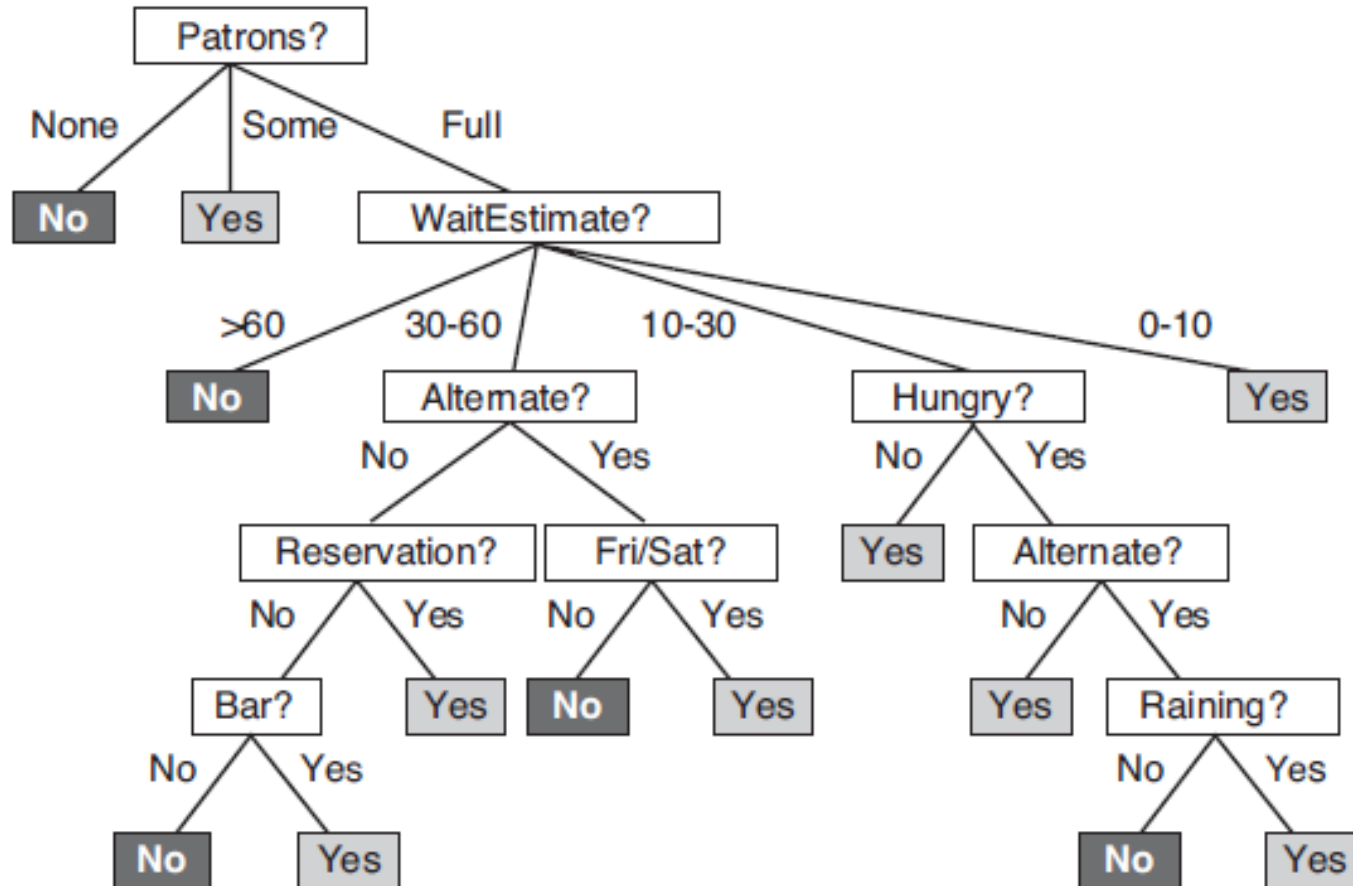 Patrons?
None Some Full
No Yes WaitEstimate?
>60 30-60 10-30 0-10
No Alternate? Hungry? Yes
No Yes No Yes
Reservation? Fri/Sat? Yes Alternate?
No Yes No Yes No Yes
Bar? Yes No Yes Yes Raining?
No Yes No Yes
No Yes No Yes